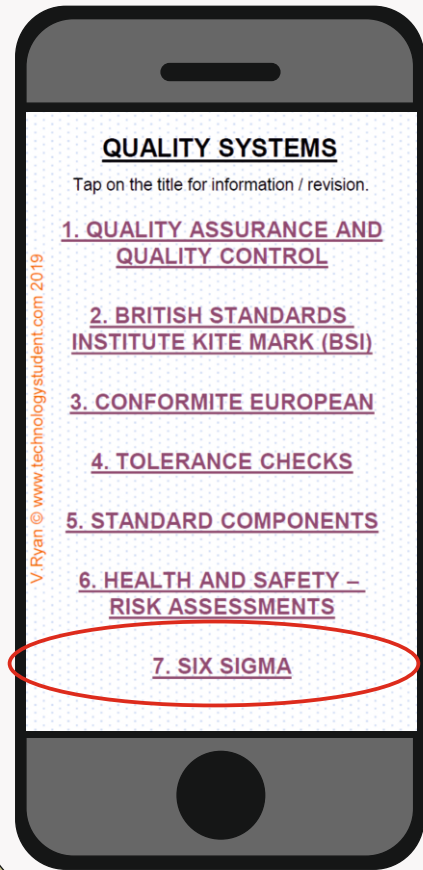 QUALITY SYSTEMS
Tap on the title for information / revision.
1. QUALITY ASSURANCE AND
QUALITY CONTROL
2. BRITISH STANDARDS
INSTITUTE KITE MARK (BSI)
3. CONFORMITE EUROPEAN
4. TOLERANCE CHECKS
5. STANDARD COMPONENTS
6. HEALTH AND SAFETY –
RISK ASSESSMENTS
7. SIX SIGMA
V.Ryan © www.technologystudent.com 2019